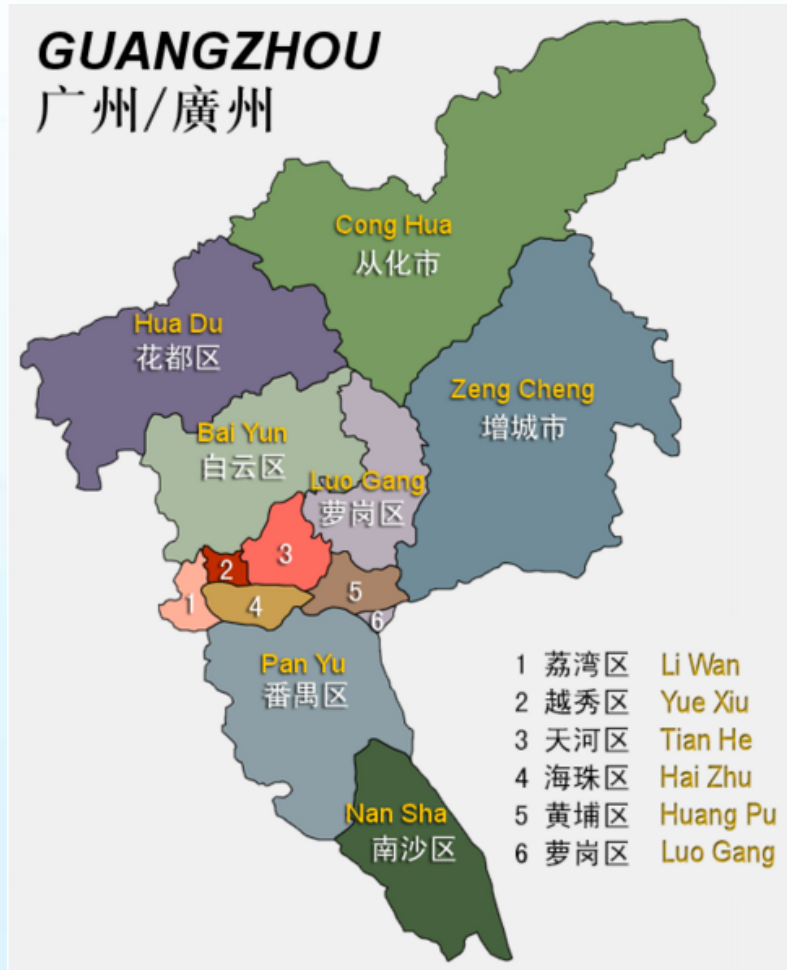 GUANGZHOU
广州/廣州
Cong Hua
从化市
Hua Du
花都区
Zeng Cheng
增城市
Bai Yun
白云区
Luo Gang
萝岗区
3
2
5
1
4
6
Pan Yu
番禺区
Nan Sha
南沙区
1 荔湾区 Li Wan
2 越秀区 Yue Xiu
3 天河区 Tian He
4 海珠区 Hai Zhu
5 黄埔区 Huang Pu
6 萝岗区 Luo Gang